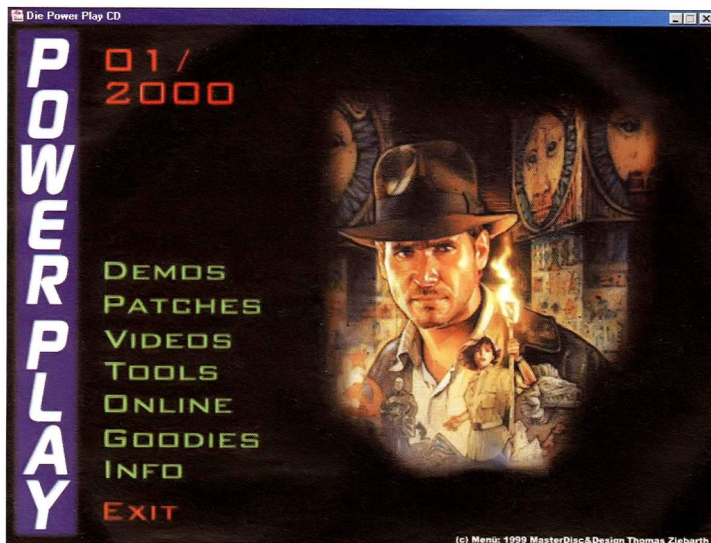 Die Power Play CD
POWER PLAY
01/
2000
DEMOS
PATCHES
VIDEOS
TOOLS
ONLINE
GOODIES
INFO
EXIT
(c) Menü: 1999 MasterDisc&Design Thomas Ziebarth